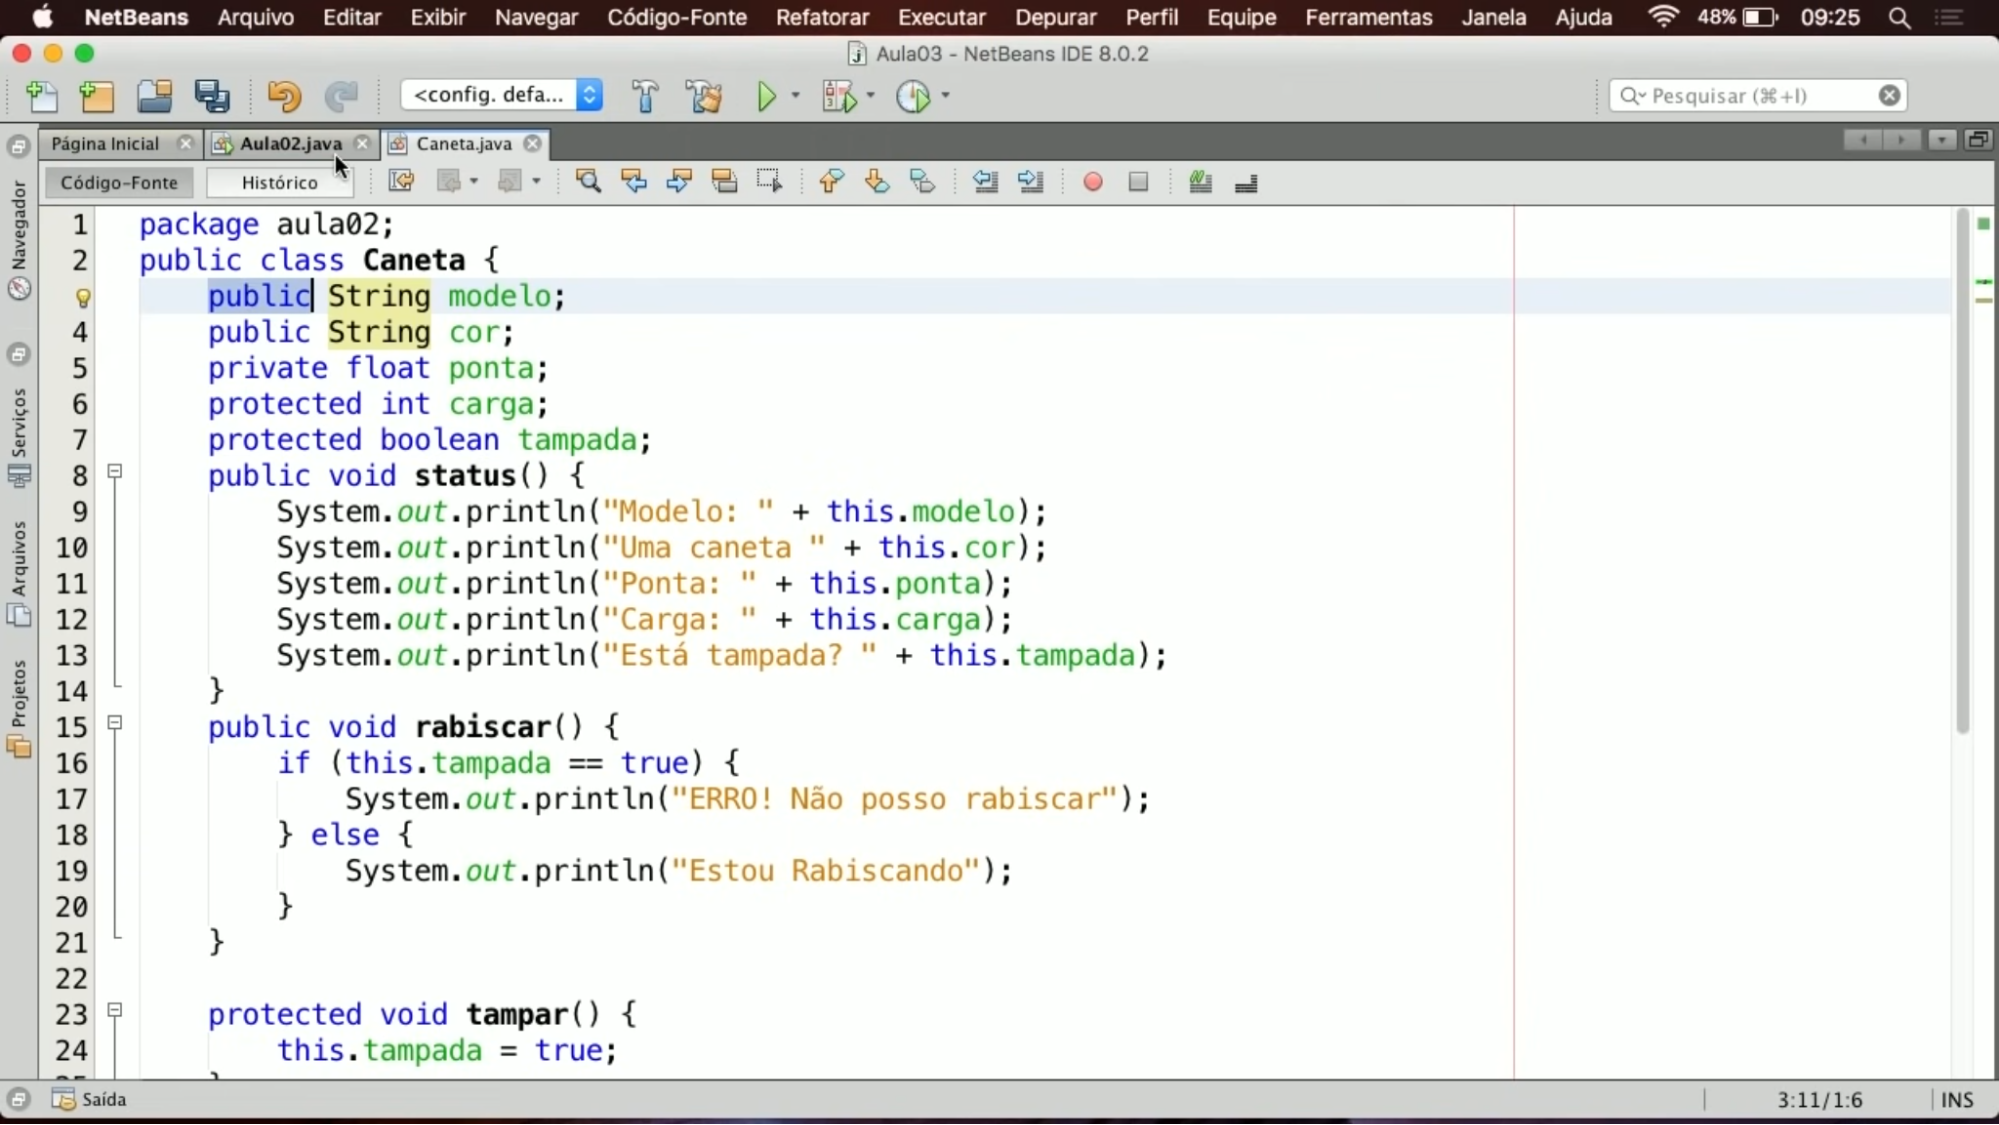 NetBeans Arquivo Editar Exibir Navegar Código-Fonte Refatorar Executar Depurar Perfil Equipe Ferramentas Janela Ajuda 48% 09:25
Aula03 - NetBeans IDE 8.0.2
<config. defa... Pesquisar (⌘+I)
Página Inicial Aula02.java Caneta.java
Código-Fonte Histórico
Navegador
Serviços
Arquivos
Projetos
1 package aula02;
2 public class Caneta {
public String modelo;
4 public String cor;
5 private float ponta;
6 protected int carga;
7 protected boolean tampada;
8 public void status() {
9 System.out.println("Modelo: " + this.modelo);
10 System.out.println("Uma caneta " + this.cor);
11 System.out.println("Ponta: " + this.ponta);
12 System.out.println("Carga: " + this.carga);
13 System.out.println("Está tampada? " + this.tampada);
14 }
15 public void rabiscar() {
16 if (this.tampada == true) {
17 System.out.println("ERRO! Não posso rabiscar");
18 } else {
19 System.out.println("Estou Rabiscando");
20 }
21 }
22
23 protected void tampar() {
24 this.tampada = true;
Saída 3:11/1:6 INS